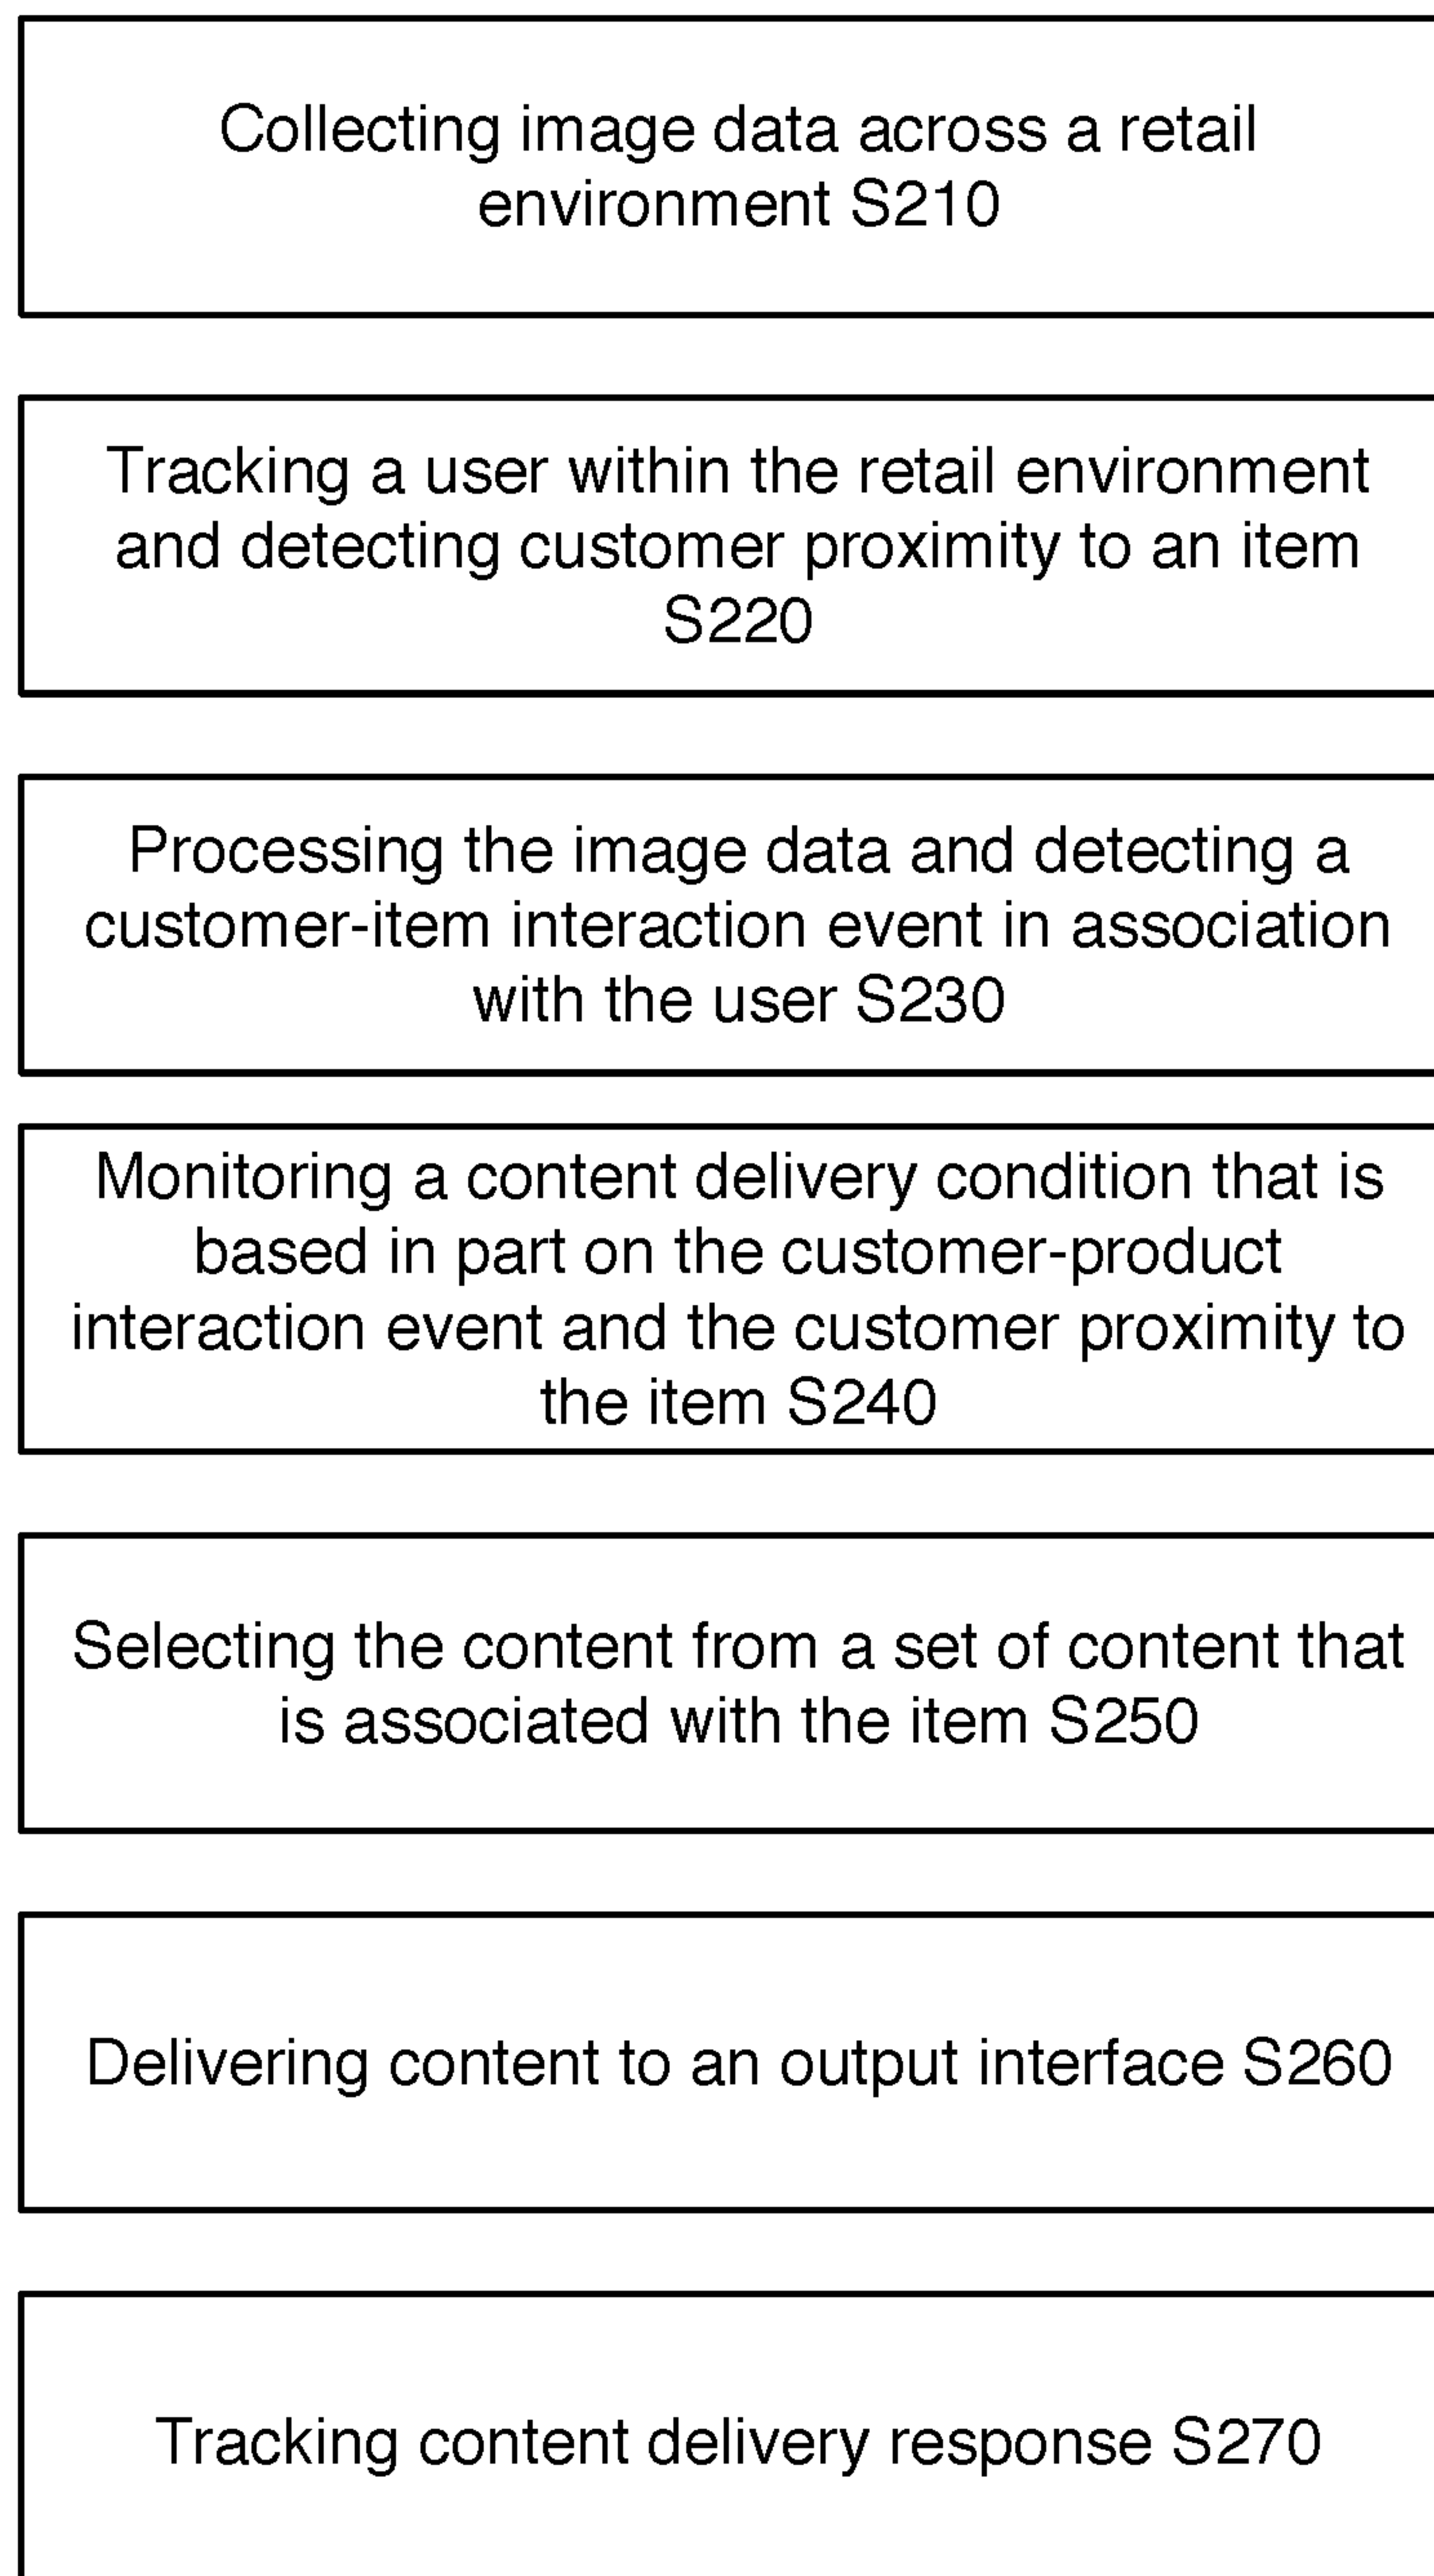 Collecting image data across a retail
environment S210
Tracking a user within the retail environment
and detecting customer proximity to an item
S220
Processing the image data and detecting a
customer-item interaction event in association
with the user S230
Monitoring a content delivery condition that is
based in part on the customer-product
interaction event and the customer proximity to
the item S240
Selecting the content from a set of content that
is associated with the item S250
Delivering content to an output interface S260
Tracking content delivery response S270